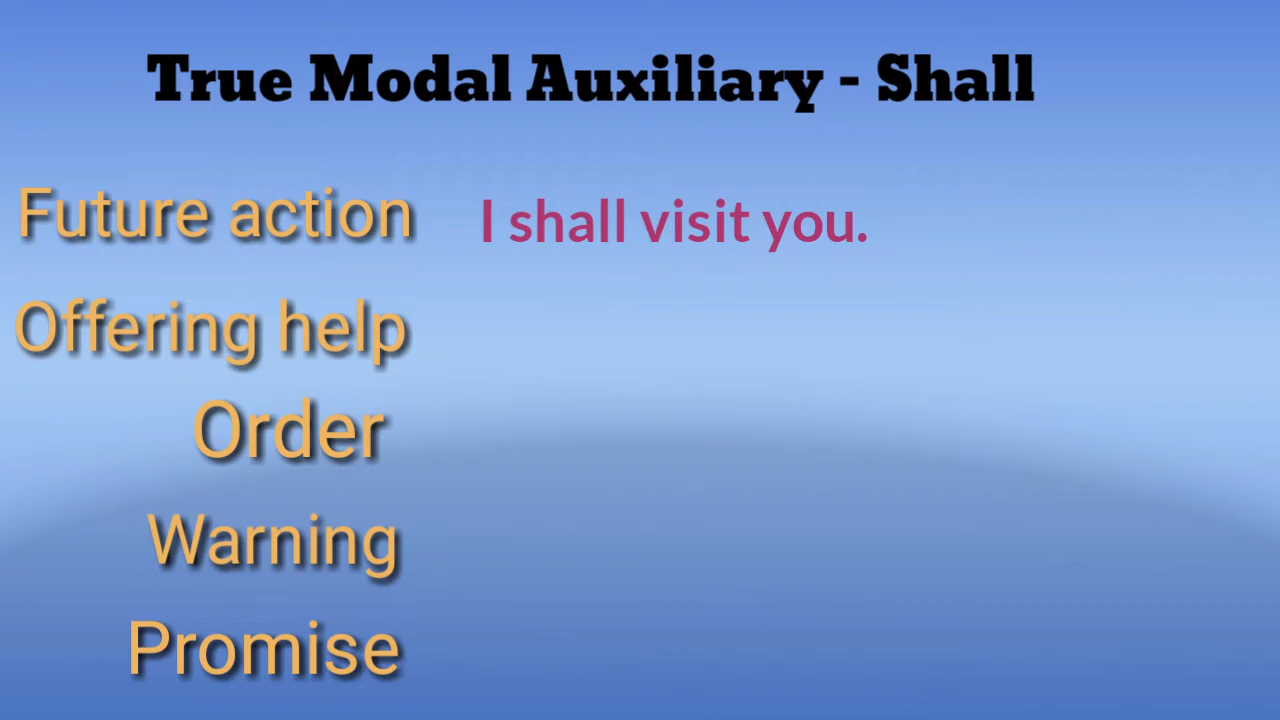 True Modal Auxiliary - Shall
Future action I shall visit you.
Offering help
Order
Warning
Promise